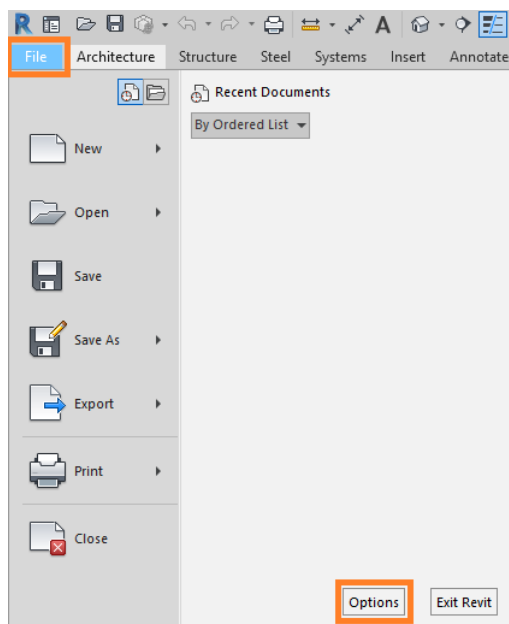 R A
File Architecture Structure Steel Systems Insert Annotate
Recent Documents
By Ordered List
New
Open
Save
Save As
Export
Print
Close
Options Exit Revit